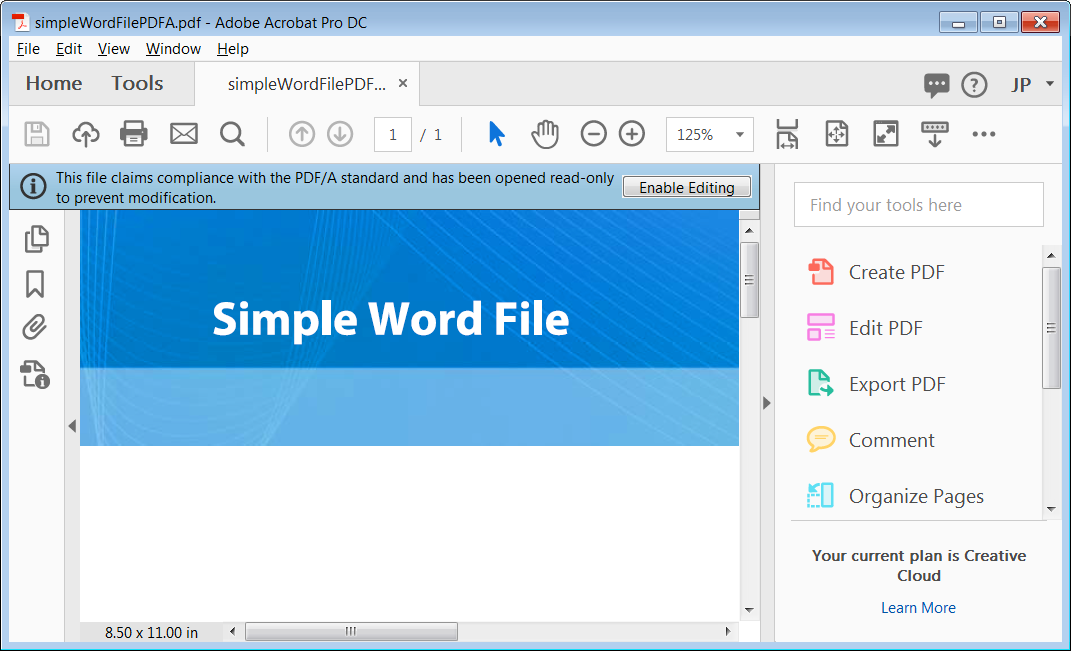 simpleWordFilePDFA.pdf - Adobe Acrobat Pro DC
File Edit View Window Help
Home Tools simpleWordFilePDF... × ? JP
1 / 1 125%
This file claims compliance with the PDF/A standard and has been opened read-only
to prevent modification.
Enable Editing
Find your tools here
Simple Word File
Create PDF
Edit PDF
Export PDF
Comment
Organize Pages
Your current plan is Creative
Cloud
Learn More
8.50 x 11.00 in